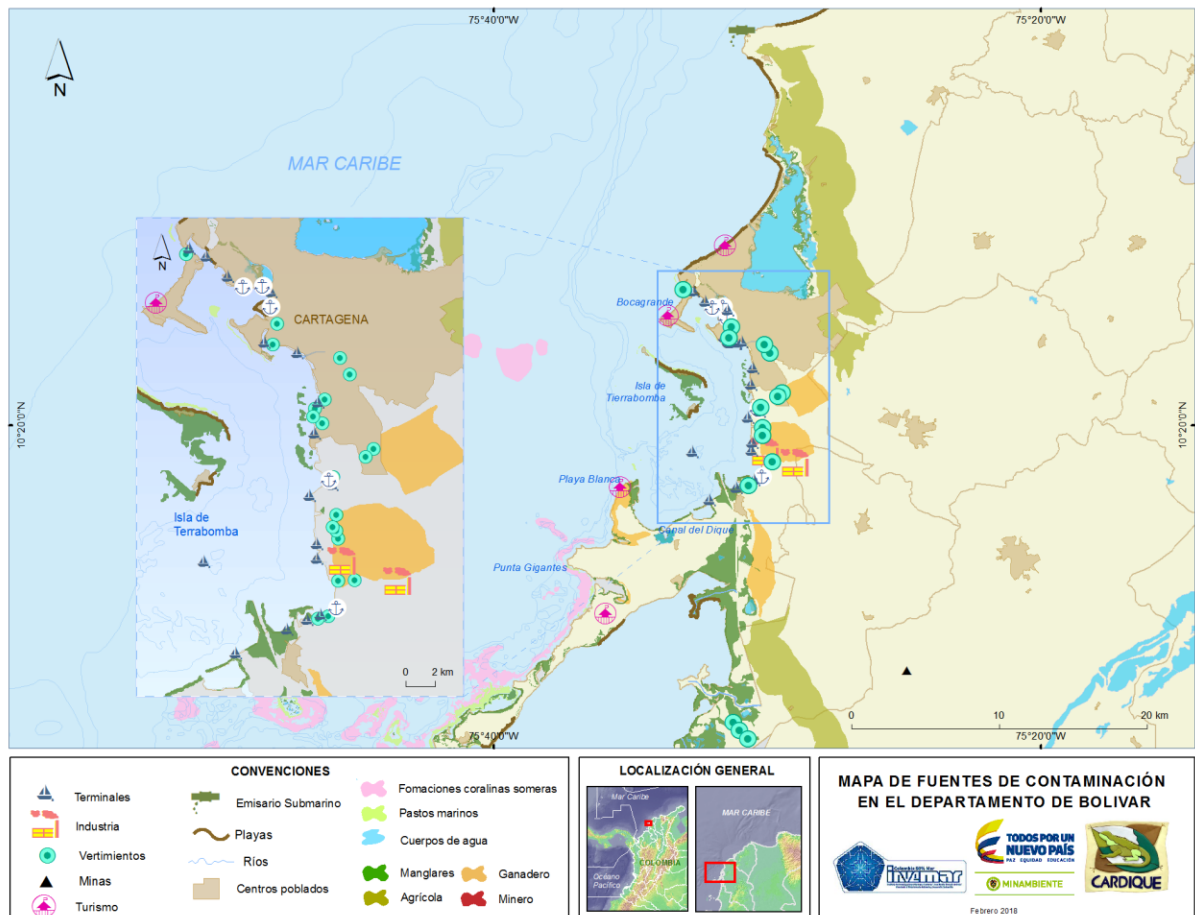 75°40'0"W
75°20'0"W
N
MAR CARIBE
N
CARTAGENA
Bocagrande
Isla de
Tierrabomba
10°20'0"N
10°20'0"N
Playa Blanca
Isla de
Terrabomba
Canal del Dique
Punta Gigantes
0 2 km
0 10 20 km
75°40'0"W
75°20'0"W
CONVENCIONES
Terminales
Industria
Vertimientos
Minas
Turismo
Emisario Submarino
Playas
Ríos
Centros poblados
Fomaciones coralinas someras
Pastos marinos
Cuerpos de agua
Manglares
Ganadero
Agrícola
Minero
LOCALIZACIÓN GENERAL
Mar Caribe
COLOMBIA
Océano
Pacífico
MAR CARIBE
MAPA DE FUENTES DE CONTAMINACIÓN
EN EL DEPARTAMENTO DE BOLIVAR
Colombia 50% Mar
invemar
TODOS POR UN
NUEVO PAÍS
PAZ EQUIDAD EDUCACIÓN
MINAMBIENTE
CARDIQUE
Febrero 2018